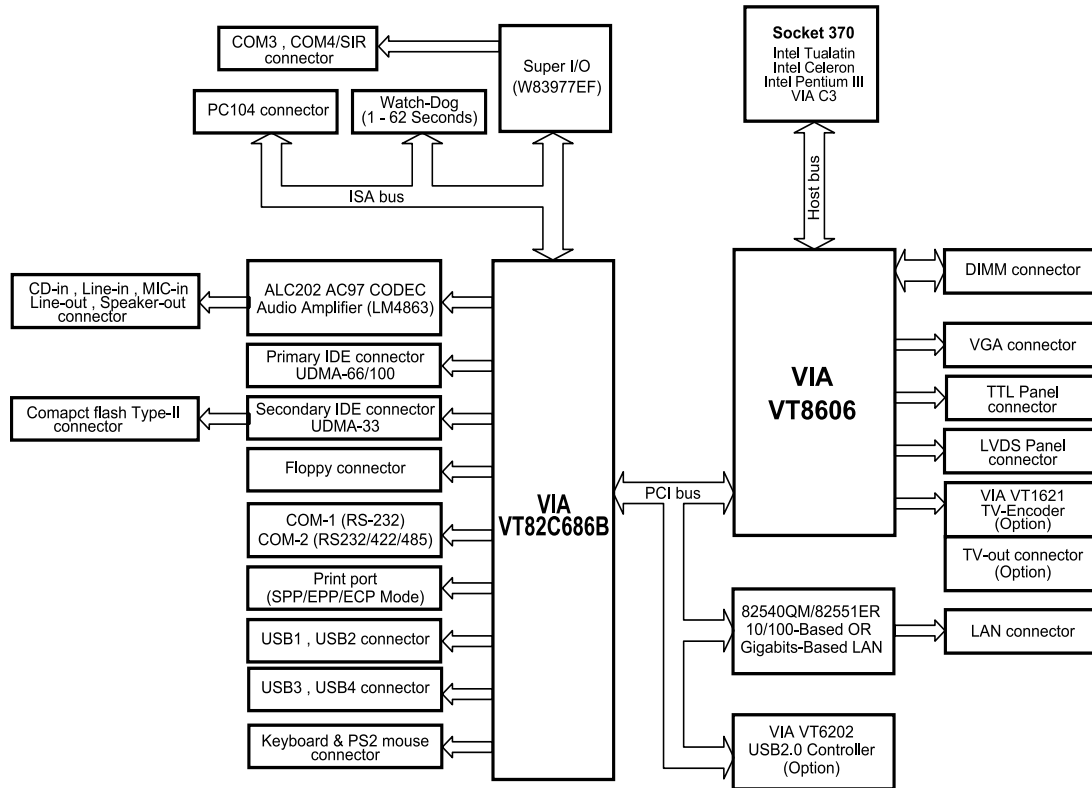 COM3 , COM4/SIR
connector
Super I/O
(W83977EF)
PC104 connector
Watch-Dog
(1 - 62 Seconds)
ISA bus
Socket 370
Intel Tualatin
Intel Celeron
Intel Pentium III
VIA C3
Host bus
CD-in , Line-in , MIC-in
Line-out , Speaker-out
connector
ALC202 AC97 CODEC
Audio Amplifier (LM4863)
Primary IDE connector
UDMA-66/100
Comapct flash Type-II
connector
Secondary IDE connector
UDMA-33
Floppy connector
COM-1 (RS-232)
COM-2 (RS232/422/485)
Print port
(SPP/EPP/ECP Mode)
USB1 , USB2 connector
USB3 , USB4 connector
Keyboard & PS2 mouse
connector
VIA
VT82C686B
PCI bus
VIA
VT8606
DIMM connector
VGA connector
TTL Panel
connector
LVDS Panel
connector
VIA VT1621
TV-Encoder
(Option)
TV-out connector
(Option)
82540QM/82551ER
10/100-Based OR
Gigabits-Based LAN
LAN connector
VIA VT6202
USB2.0 Controller
(Option)